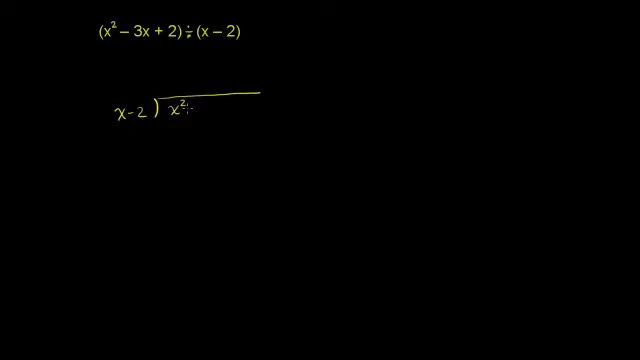 (x² – 3x + 2) ÷ (x – 2)
x - 2 ) x²